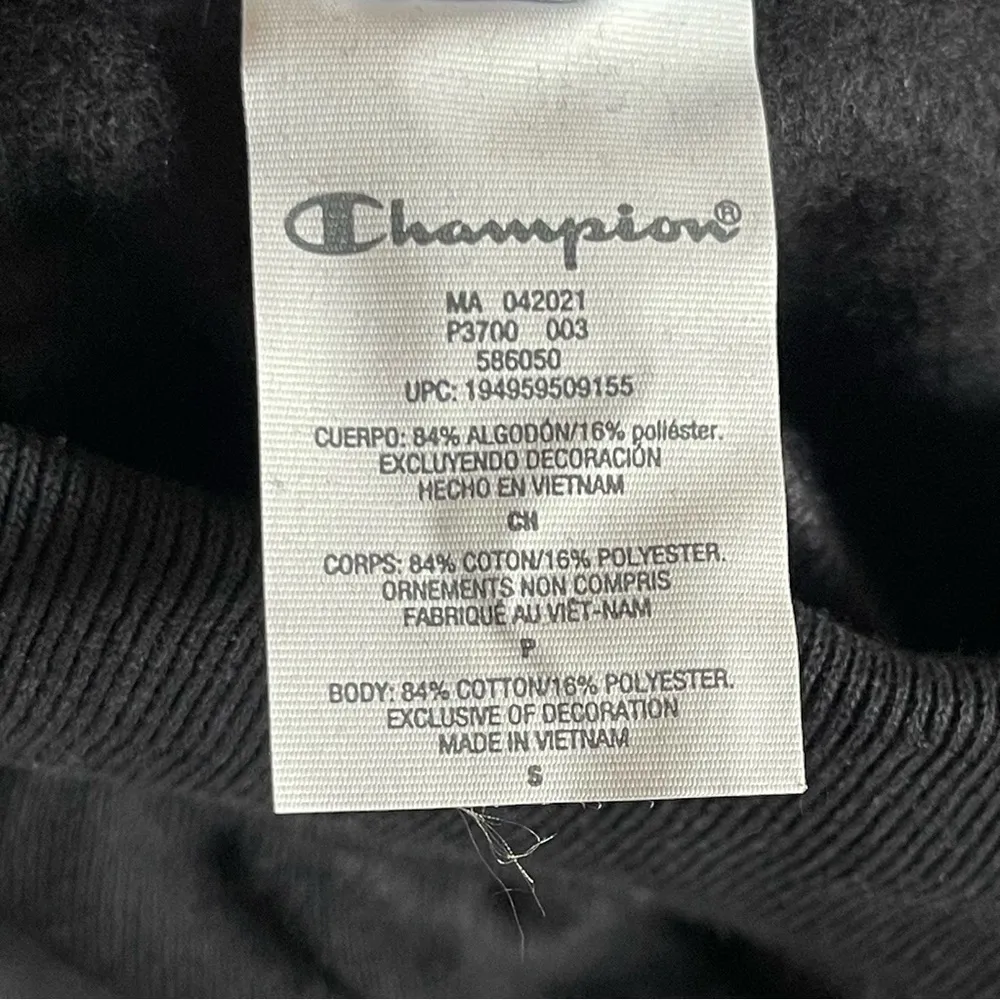 Champion®
MA 042021
P3700 003
586050
UPC: 194959509155
CUERPO: 84% ALGODÓN/16% poliéster.
EXCLUYENDO DECORACIÓN
HECHO EN VIETNAM
CH
CORPS: 84% COTON/16% POLYESTER.
ORNEMENTS NON COMPRIS
FABRIQUÉ AU VIÊT-NAM
P
BODY: 84% COTTON/16% POLYESTER.
EXCLUSIVE OF DECORATION
MADE IN VIETNAM
S